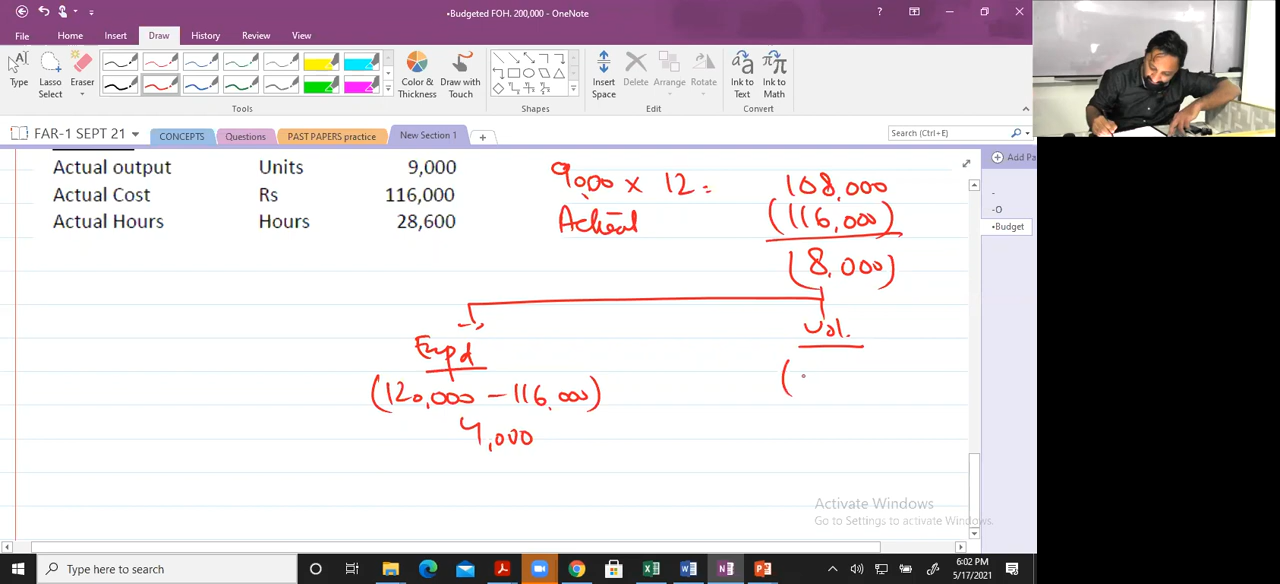 •Budgeted FOH. 200,000 - OneNote
File Home Insert Draw History Review View
Type
Lasso Select
Eraser
Color & Thickness
Draw with Touch
Insert Space
Delete
Arrange
Rotate
Ink to Text
Ink to Math
Tools
Shapes
Edit
Convert
FAR-1 SEPT 21 CONCEPTS Questions PAST PAPERS practice New Section 1 +
Search (Ctrl+E)
Add Pa
-O
•Budget
Actual output Units 9,000
Actual Cost Rs 116,000
Actual Hours Hours 28,600
9000 x 12 = 108,000
Actual (116,000)
(8,000)
Expd Vol.
(120,000 - 116,000) (
4,000
Activate Windows
Go to Settings to activate Windows.
Type here to search
6:02 PM
5/17/2021